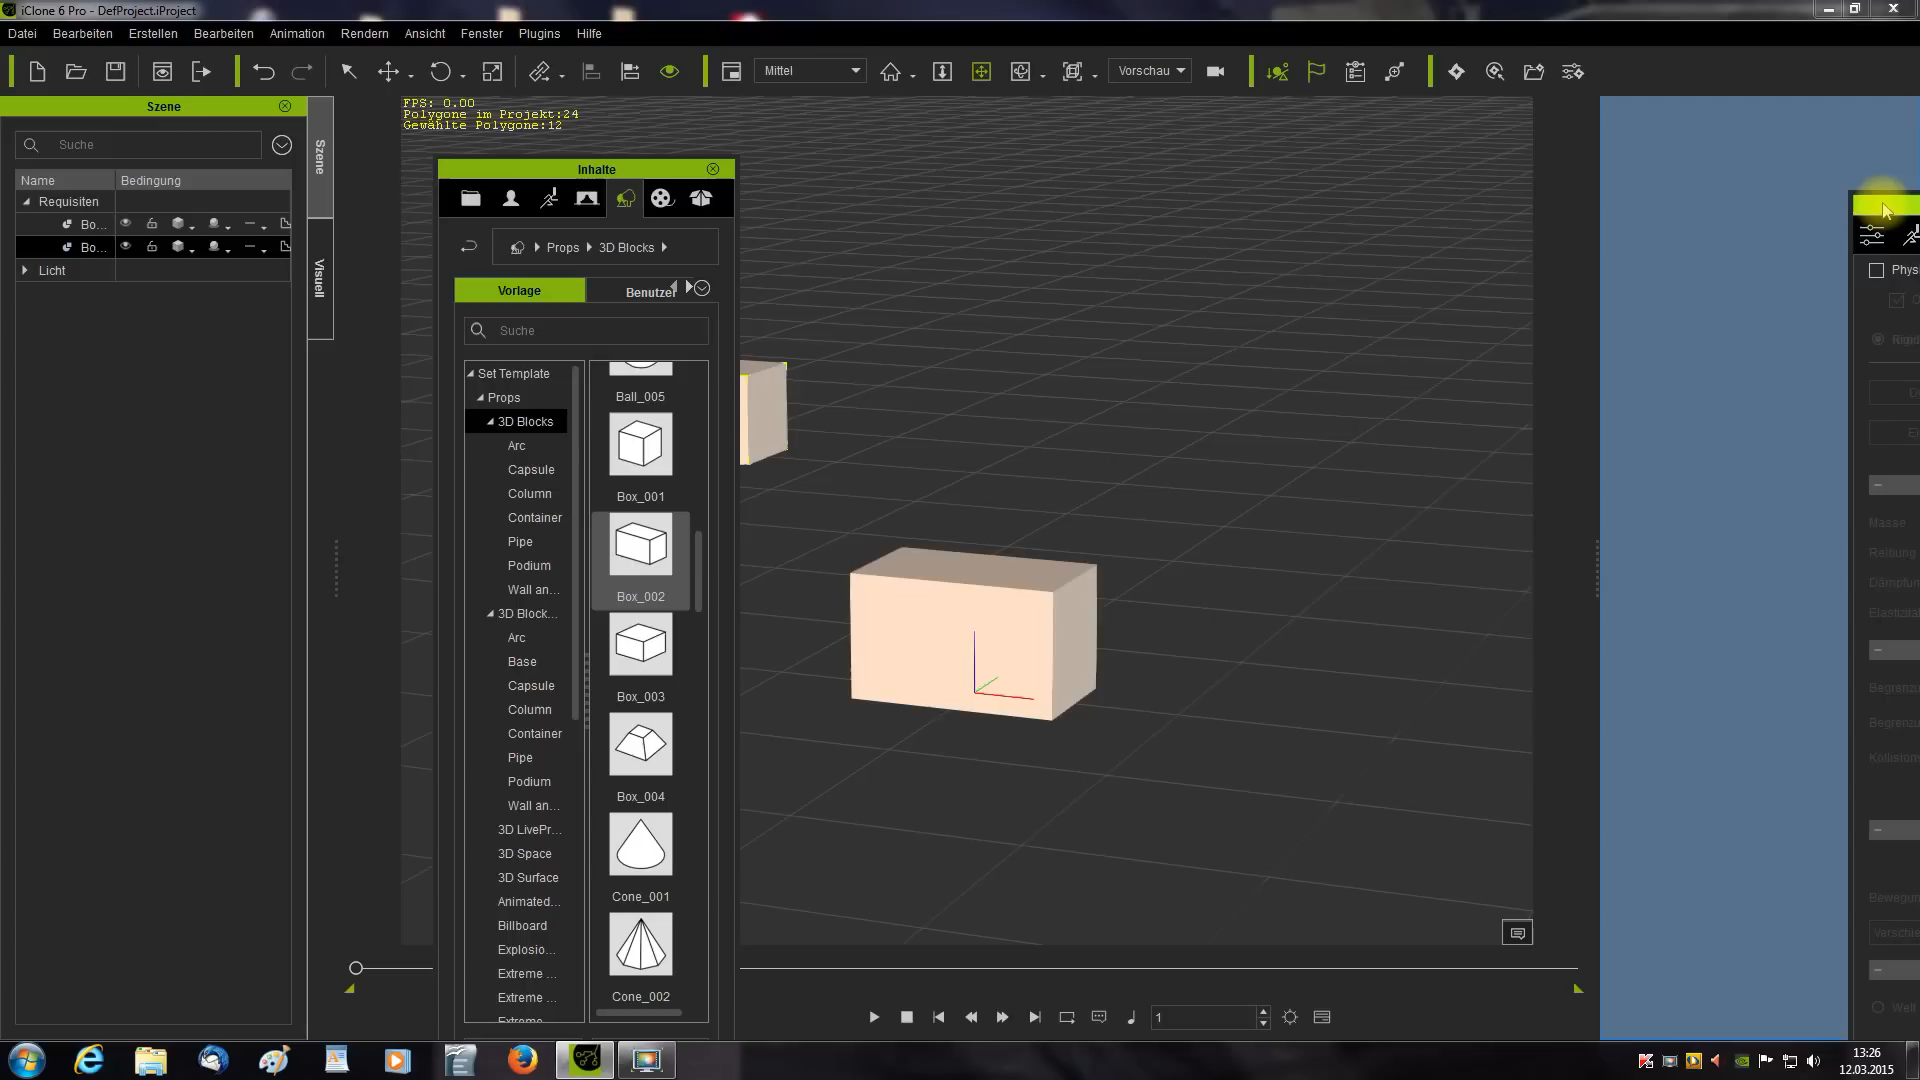 iClone 6 Pro - DefProject.iProject
Datei Bearbeiten Erstellen Bearbeiten Animation Rendern Ansicht Fenster Plugins Hilfe
Mittel Vorschau
Szene
Suche
Name Bedingung
Requisiten
Bo...
Bo...
Licht
Szene
Visuell
FPS: 0.00
Polygone im Projekt:24
Gewählte Polygone:12
Inhalte
Props 3D Blocks
Vorlage Benutzer
Suche
Set Template
Props
3D Blocks
Arc
Capsule
Column
Container
Pipe
Podium
Wall an...
3D Block...
Arc
Base
Capsule
Column
Container
Pipe
Podium
Wall an...
3D LivePr...
3D Space
3D Surface
Animated...
Billboard
Explosio...
Extreme ...
Extreme ...
Extreme
Ball_005
Box_001
Box_002
Box_003
Box_004
Cone_001
Cone_002
Masse
Reibung
Welt
1
13:26
12.03.2015